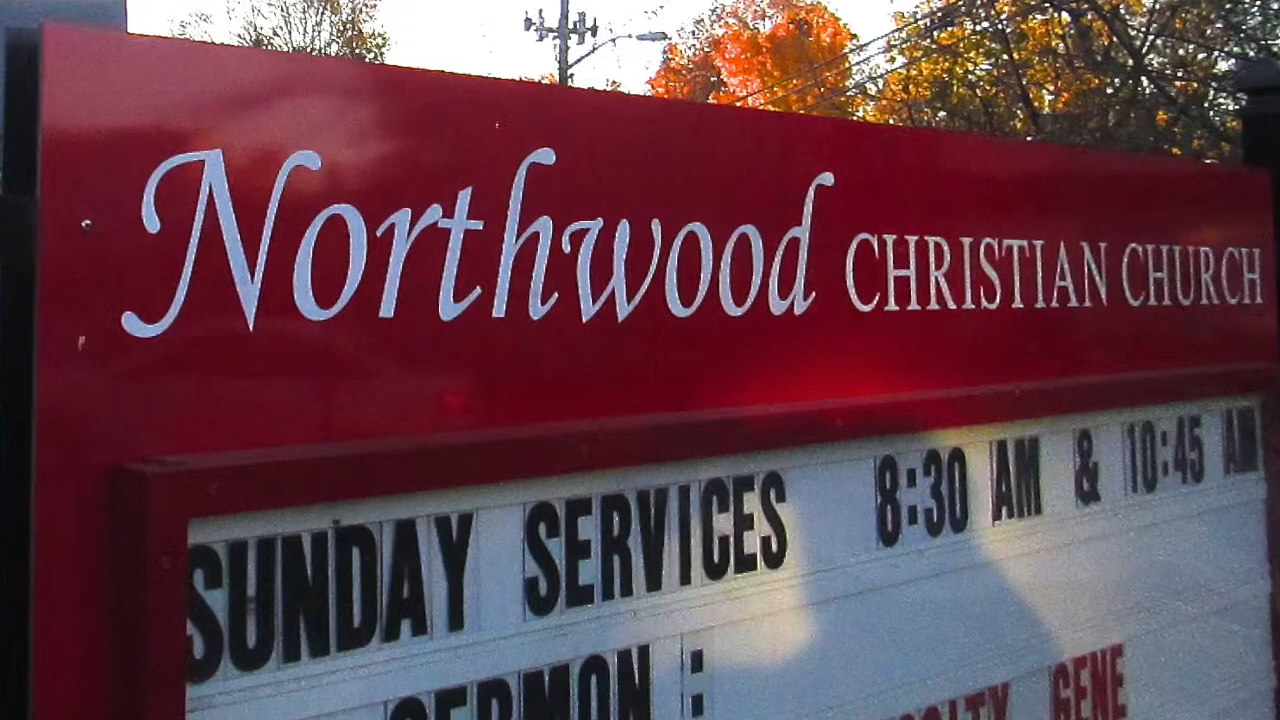 Northwood CHRISTIAN CHURCH
SUNDAY SERVICES 8:30 AM & 10:45 AM
SERMON : GENE